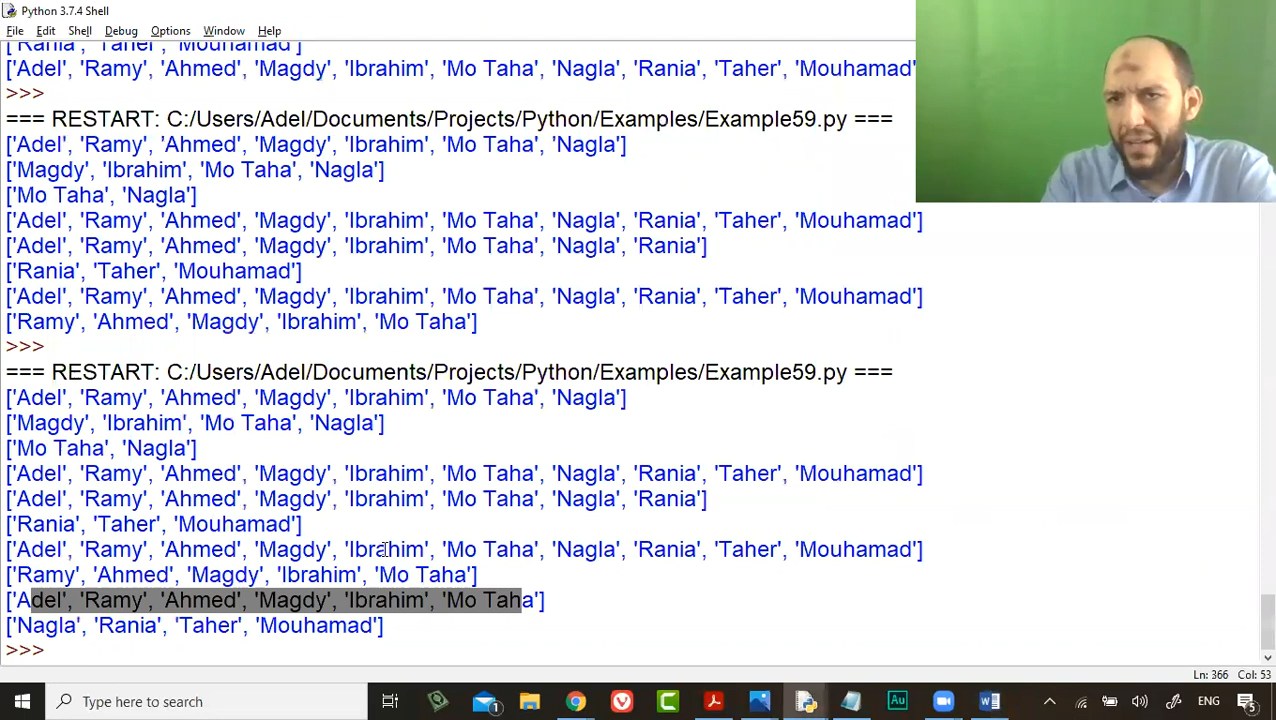 Python 3.7.4 Shell
File Edit Shell Debug Options Window Help
['Rania', 'Taher', 'Mouhamad']
['Adel', 'Ramy', 'Ahmed', 'Magdy', 'Ibrahim', 'Mo Taha', 'Nagla', 'Rania', 'Taher', 'Mouhamad'
>>>
=== RESTART: C:/Users/Adel/Documents/Projects/Python/Examples/Example59.py ===
['Adel', 'Ramy', 'Ahmed', 'Magdy', 'Ibrahim', 'Mo Taha', 'Nagla']
['Magdy', 'Ibrahim', 'Mo Taha', 'Nagla']
['Mo Taha', 'Nagla']
['Adel', 'Ramy', 'Ahmed', 'Magdy', 'Ibrahim', 'Mo Taha', 'Nagla', 'Rania', 'Taher', 'Mouhamad']
['Adel', 'Ramy', 'Ahmed', 'Magdy', 'Ibrahim', 'Mo Taha', 'Nagla', 'Rania']
['Rania', 'Taher', 'Mouhamad']
['Adel', 'Ramy', 'Ahmed', 'Magdy', 'Ibrahim', 'Mo Taha', 'Nagla', 'Rania', 'Taher', 'Mouhamad']
['Ramy', 'Ahmed', 'Magdy', 'Ibrahim', 'Mo Taha']
>>>
=== RESTART: C:/Users/Adel/Documents/Projects/Python/Examples/Example59.py ===
['Adel', 'Ramy', 'Ahmed', 'Magdy', 'Ibrahim', 'Mo Taha', 'Nagla']
['Magdy', 'Ibrahim', 'Mo Taha', 'Nagla']
['Mo Taha', 'Nagla']
['Adel', 'Ramy', 'Ahmed', 'Magdy', 'Ibrahim', 'Mo Taha', 'Nagla', 'Rania', 'Taher', 'Mouhamad']
['Adel', 'Ramy', 'Ahmed', 'Magdy', 'Ibrahim', 'Mo Taha', 'Nagla', 'Rania']
['Rania', 'Taher', 'Mouhamad']
['Adel', 'Ramy', 'Ahmed', 'Magdy', 'Ibrahim', 'Mo Taha', 'Nagla', 'Rania', 'Taher', 'Mouhamad']
['Ramy', 'Ahmed', 'Magdy', 'Ibrahim', 'Mo Taha']
['Adel', 'Ramy', 'Ahmed', 'Magdy', 'Ibrahim', 'Mo Taha']
['Nagla', 'Rania', 'Taher', 'Mouhamad']
>>>
Ln: 366 Col: 53
Type here to search 1 Au W ENG 5